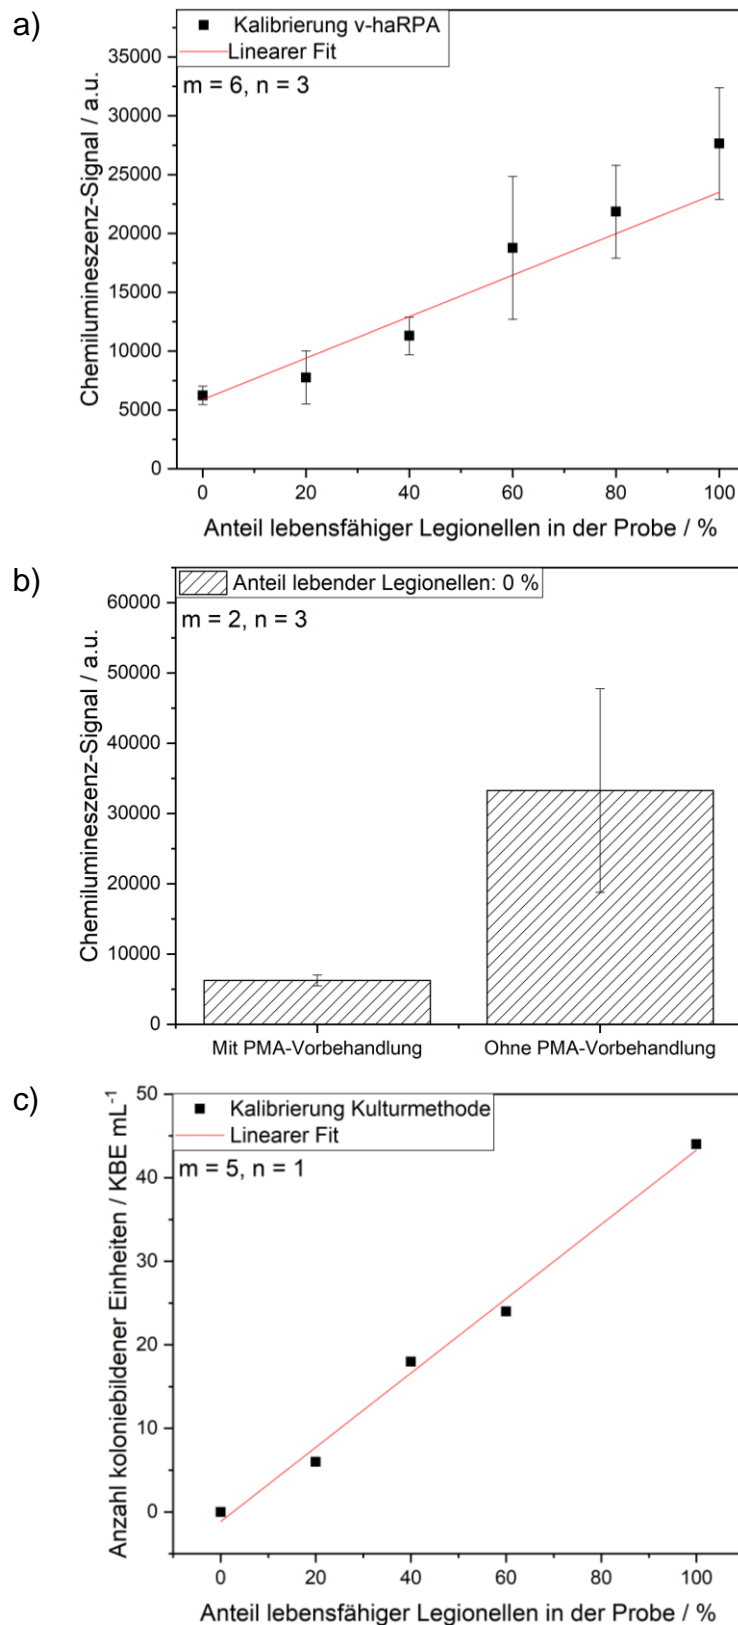 a)
Kalibrierung v-haRPA
Linearer Fit
m = 6, n = 3
Chemilumineszenz-Signal / a.u.
35000
30000
25000
20000
15000
10000
5000
0
0 20 40 60 80 100
Anteil lebensfähiger Legionellen in der Probe / %
b)
Anteil lebender Legionellen: 0 %
m = 2, n = 3
Chemilumineszenz-Signal / a.u.
60000
50000
40000
30000
20000
10000
0
Mit PMA-Vorbehandlung Ohne PMA-Vorbehandlung
c)
Kalibrierung Kulturmethode
Linearer Fit
m = 5, n = 1
Anzahl koloniebildener Einheiten / KBE mL⁻¹
50
40
30
20
10
0
0 20 40 60 80 100
Anteil lebensfähiger Legionellen in der Probe / %